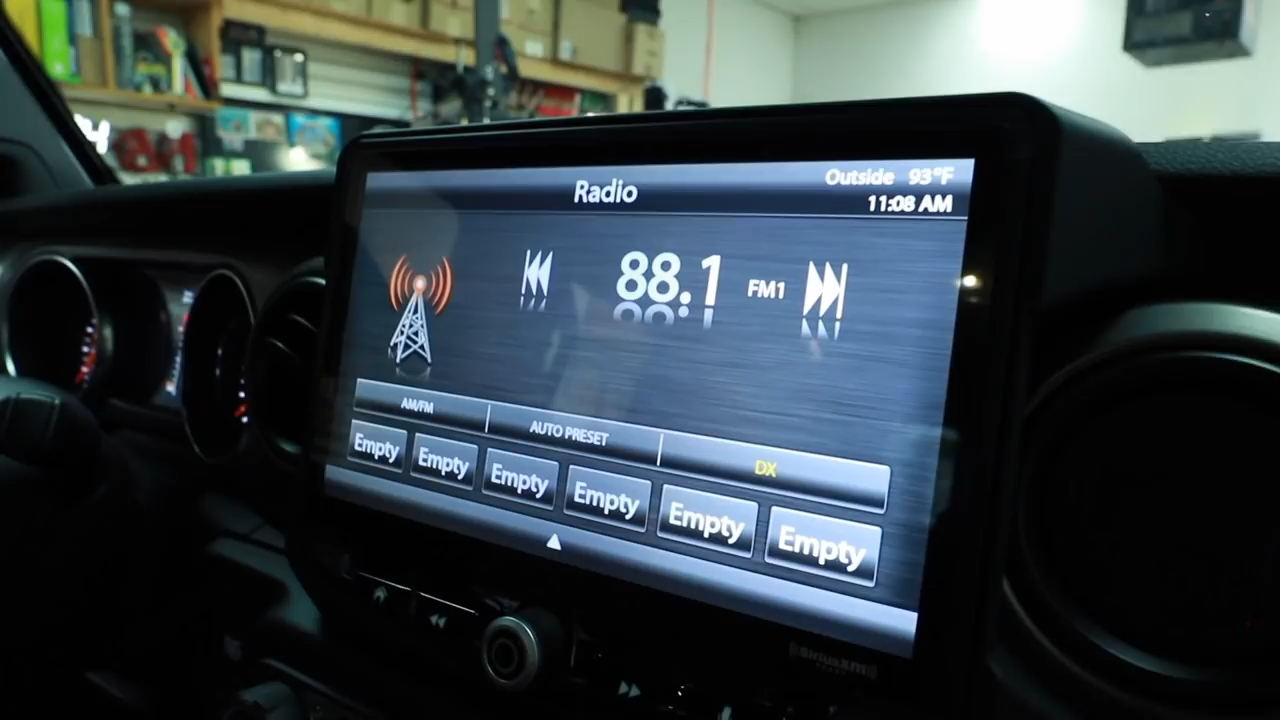 Radio
Outside 93°F
11:08 AM
88.1 FM1
AM/FM AUTO PRESET DX
Empty Empty Empty Empty Empty Empty
SiriusXM